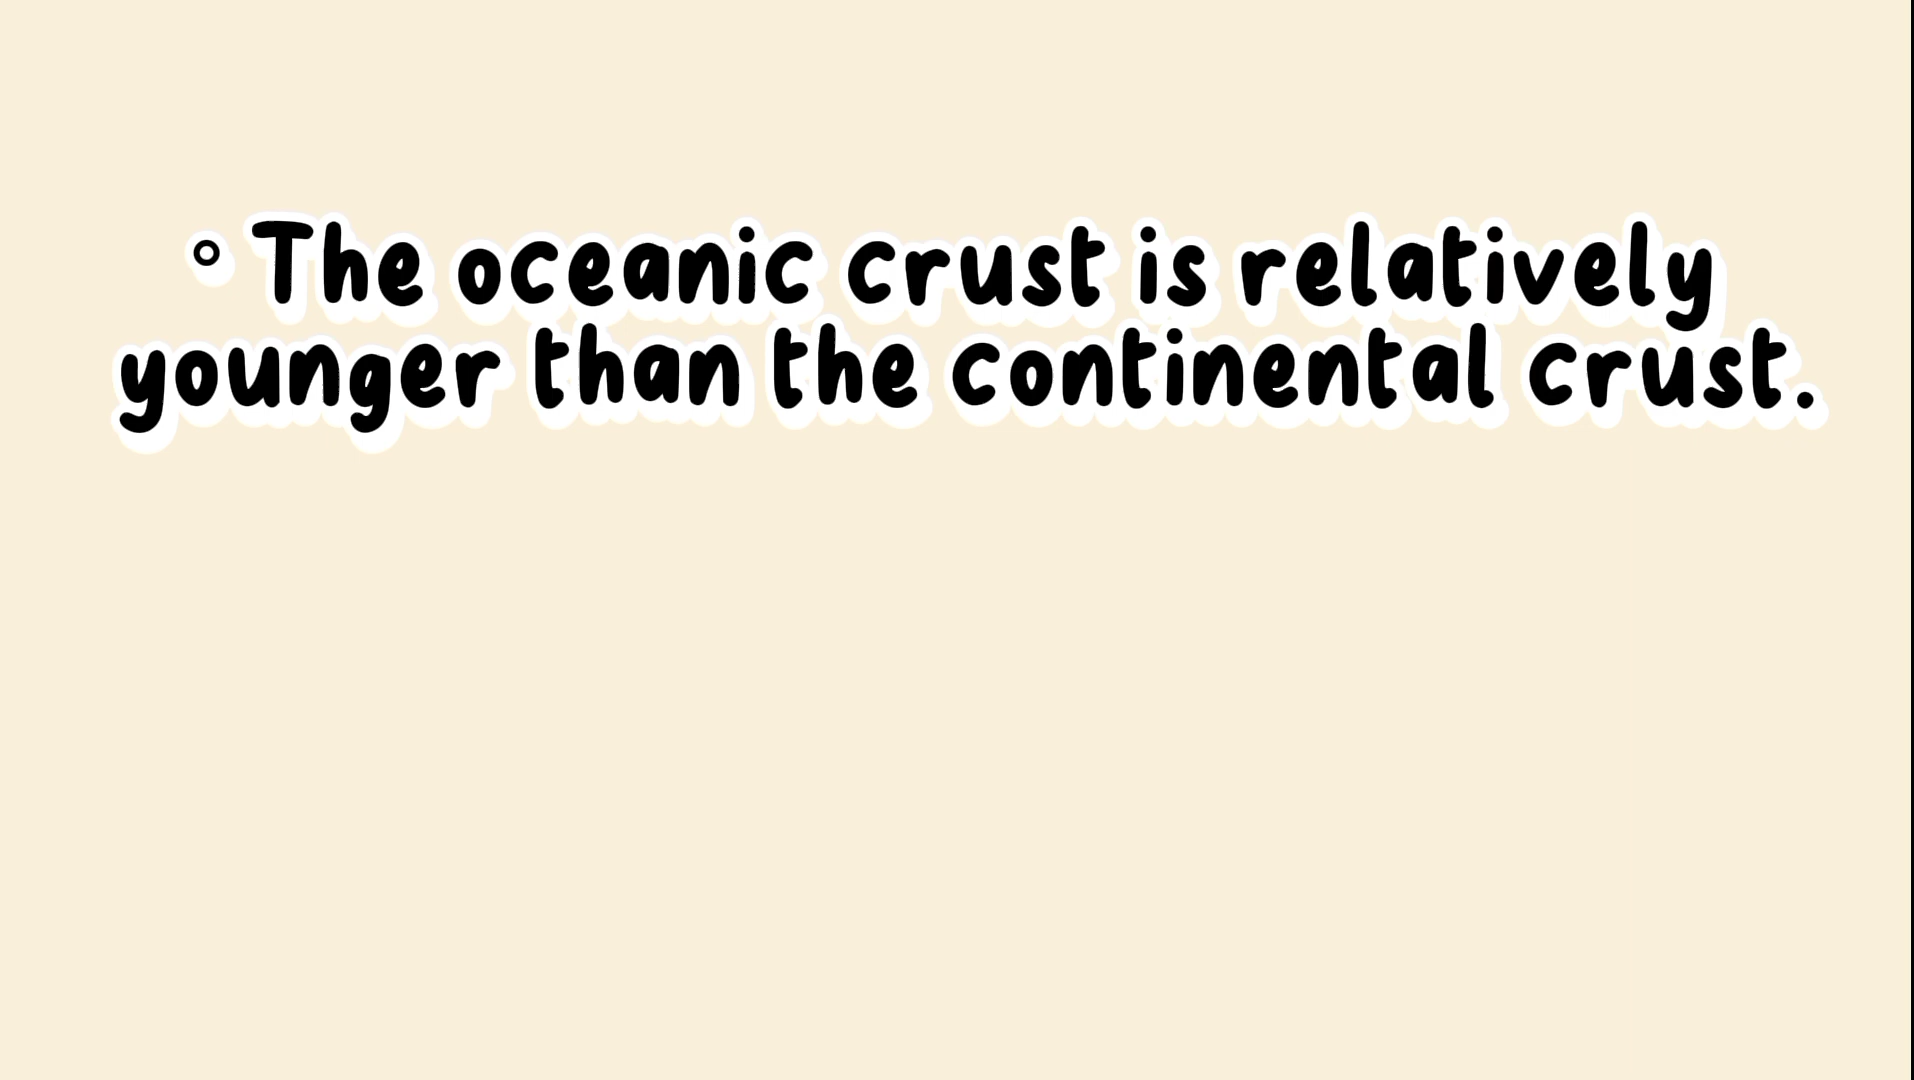 ° The oceanic crust is relatively
younger than the continental crust.